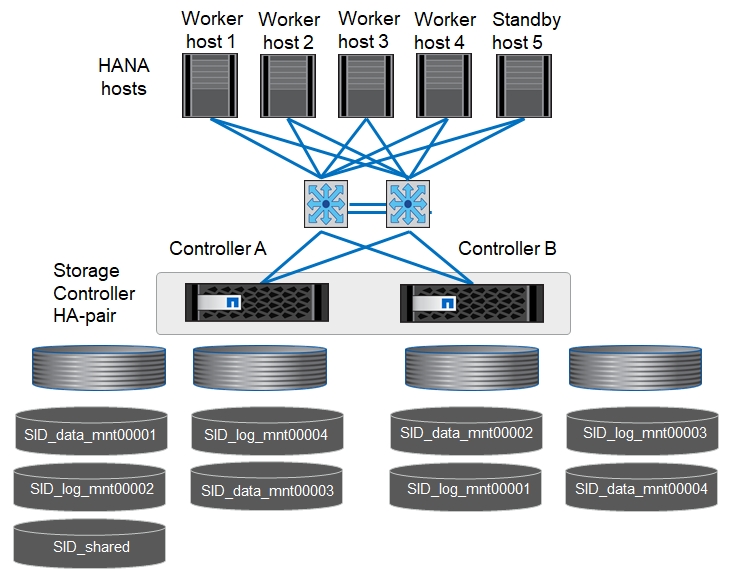 Worker host 1
Worker host 2
Worker host 3
Worker host 4
Standby host 5
HANA
hosts
Controller A
Controller B
Storage
Controller
HA-pair
SID_data_mnt00001
SID_log_mnt00004
SID_data_mnt00002
SID_log_mnt00003
SID_log_mnt00002
SID_data_mnt00003
SID_log_mnt00001
SID_data_mnt00004
SID_shared